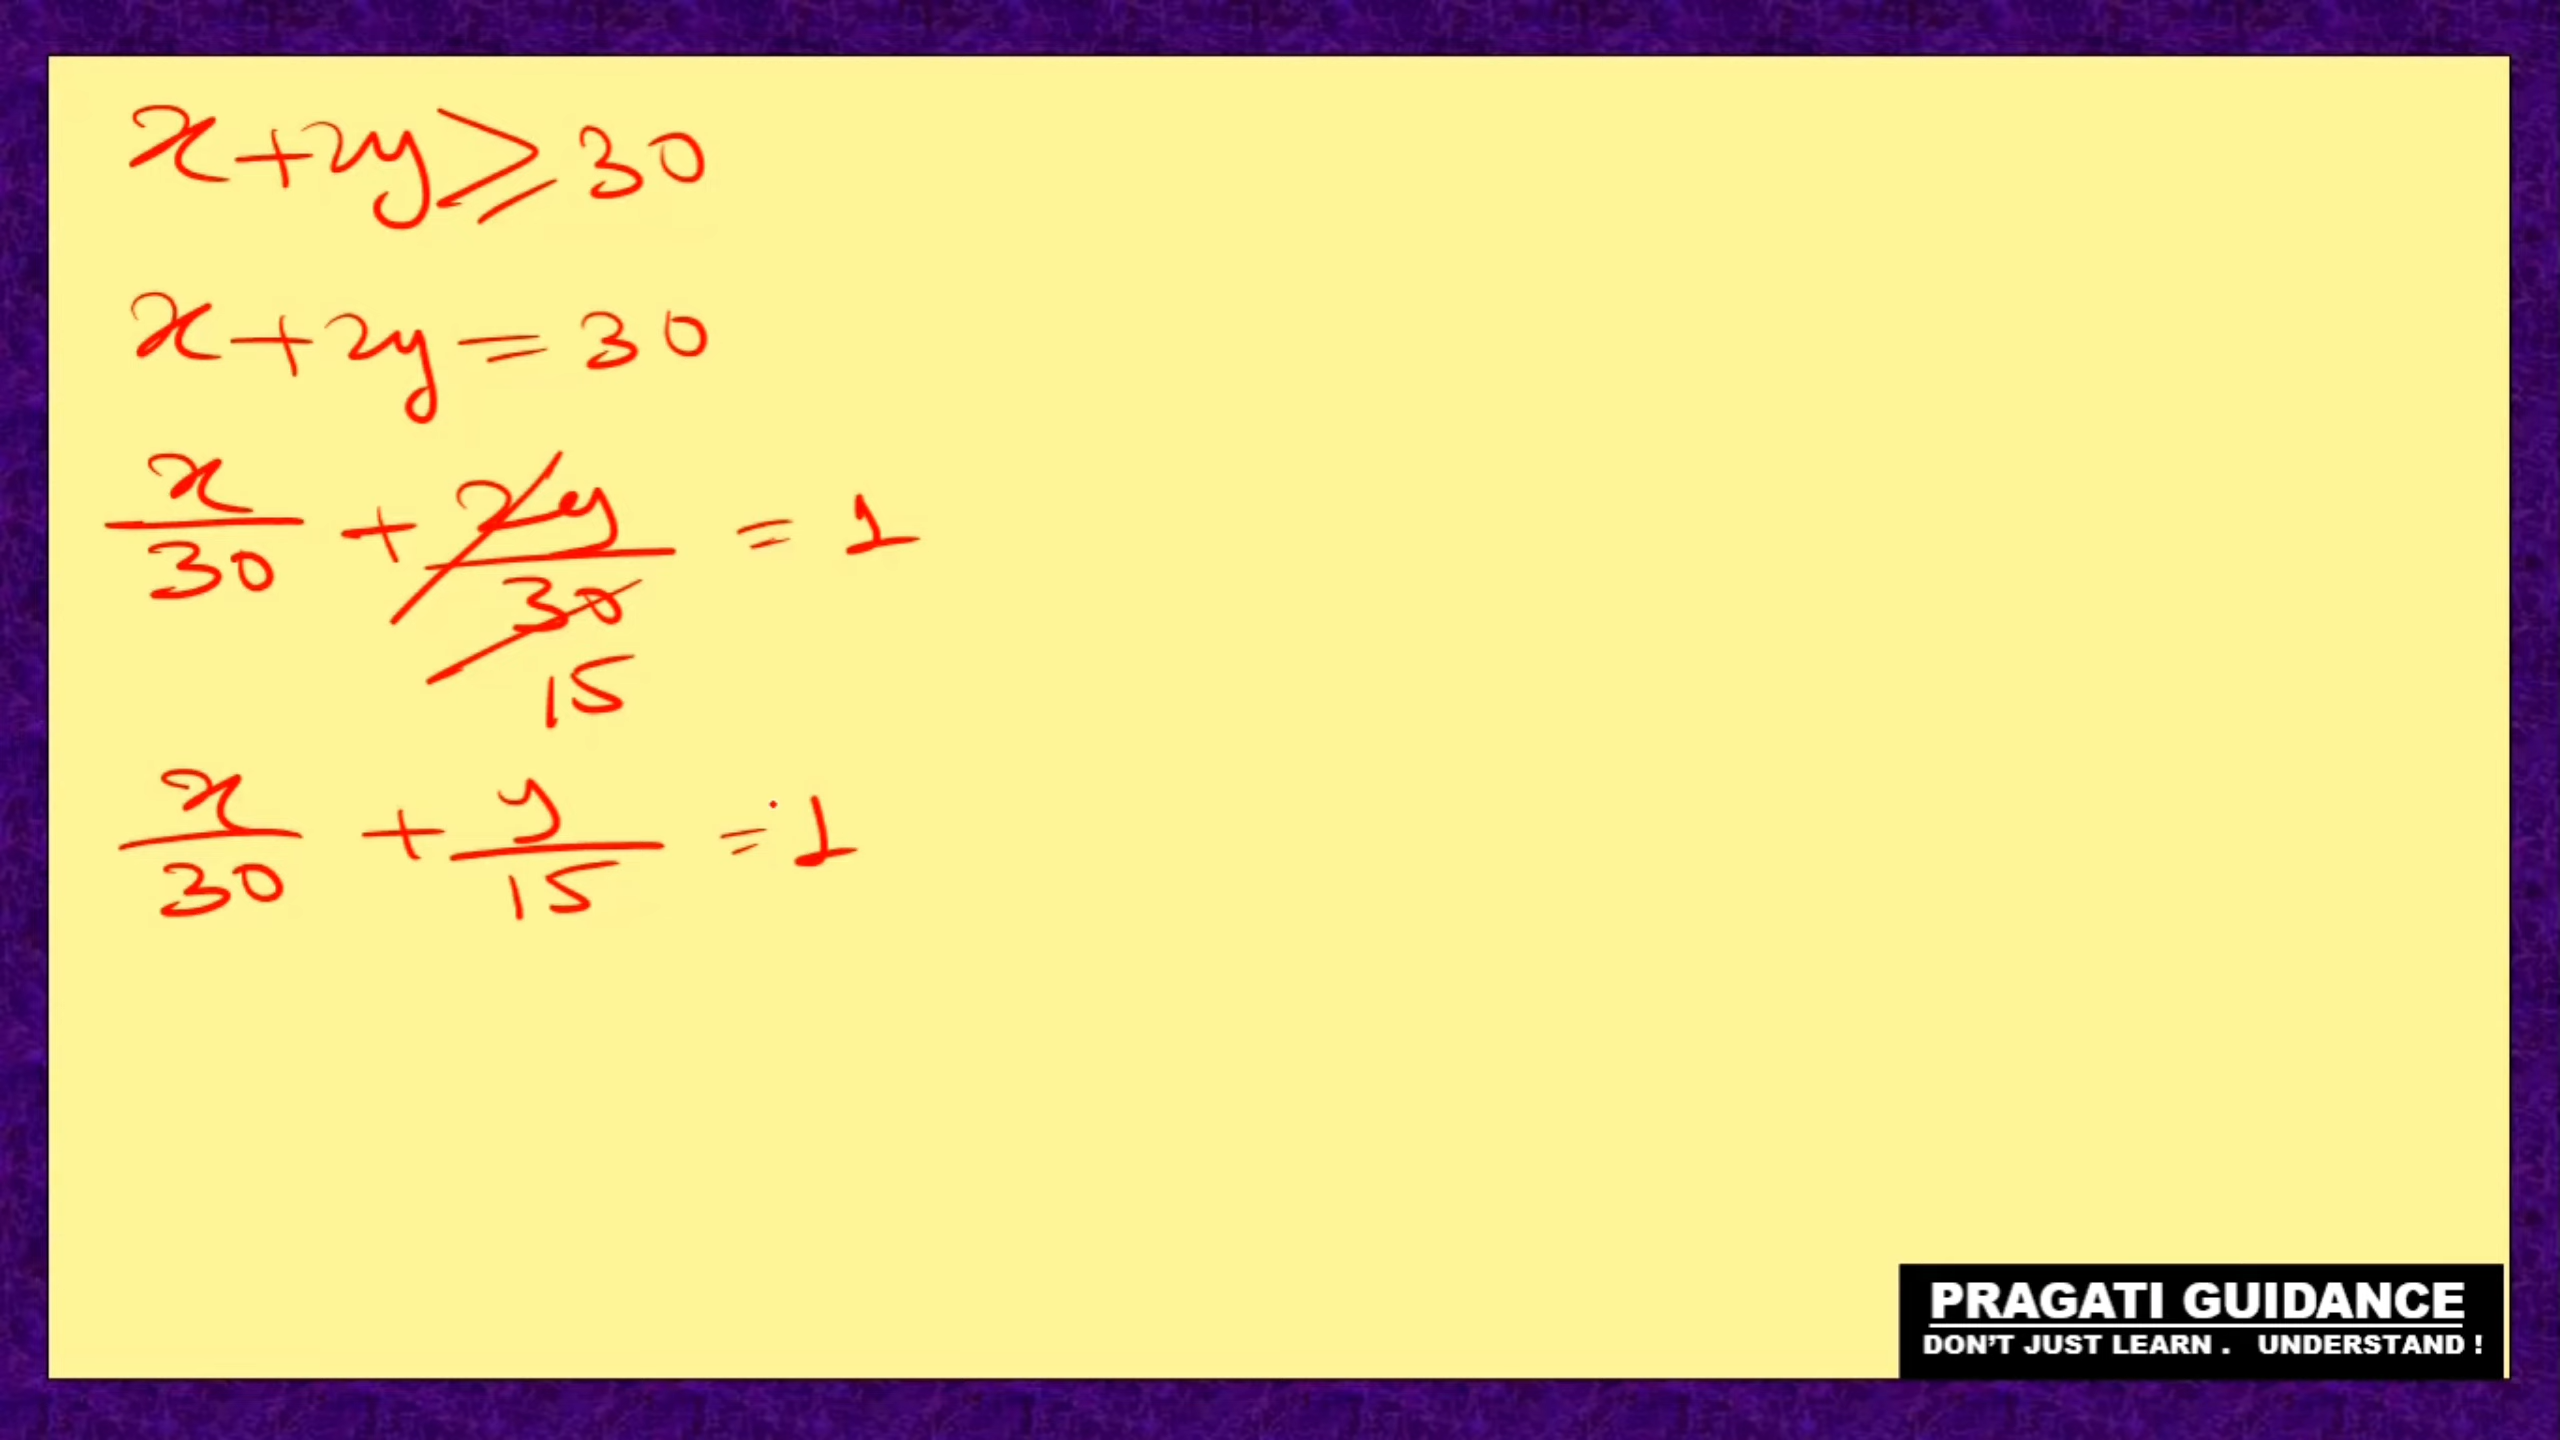 x+2y≥30
x+2y=30
x/30 + 2y/30 = 1
15
x/30 + y/15 = 1
PRAGATI GUIDANCE
DON'T JUST LEARN . UNDERSTAND !